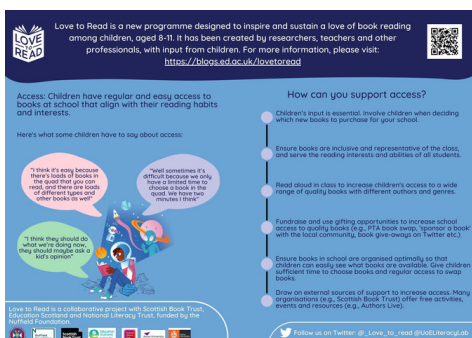 LOVE
TO
READ
Love to Read is a new programme designed to inspire and sustain a love of book reading
among children, aged 8-11. It has been created by researchers, teachers and other
professionals, with input from children. For more information, please visit:
https://blogs.ed.ac.uk/lovetoread
Access: Children have regular and easy access to
books at school that align with their reading habits
and interests.
Here's what some children have to say about access:
"I think it's easy because
there's loads of books in
the quad that you can
read, and there are loads
of different types and
other books as well"
"Well sometimes it's
difficult because we only
have a limited time to
choose a book in the
quad. We have two
minutes I think"
"I think they should do
what we're doing now,
they should maybe ask a
kid's opinion"
Love to Read is a collaborative project with Scottish Book Trust,
Education Scotland and National Literacy Trust, funded by the
Nuffield Foundation.
How can you support access?
Children's input is essential. Involve children when deciding
which new books to purchase for your school.
Ensure books are inclusive and representative of the class,
and serve the reading interests and abilities of all students.
Read aloud in class to increase children's access to a wide
range of quality books with different authors and genres.
Fundraise and use gifting opportunities to increase school
access to quality books (e.g., PTA book swap, 'sponsor a book'
with the local community, book give-aways on Twitter etc.)
Ensure books in school are organised optimally so that
children can easily see what books are available. Give children
sufficient time to choose books and regular access to swap
books.
Draw on external sources of support to increase access. Many
organisations (e.g., Scottish Book Trust) offer free activities,
events and resources (e.g., Authors Live).
Follow us on Twitter: @_Love_to_read @UoELiteracyLab